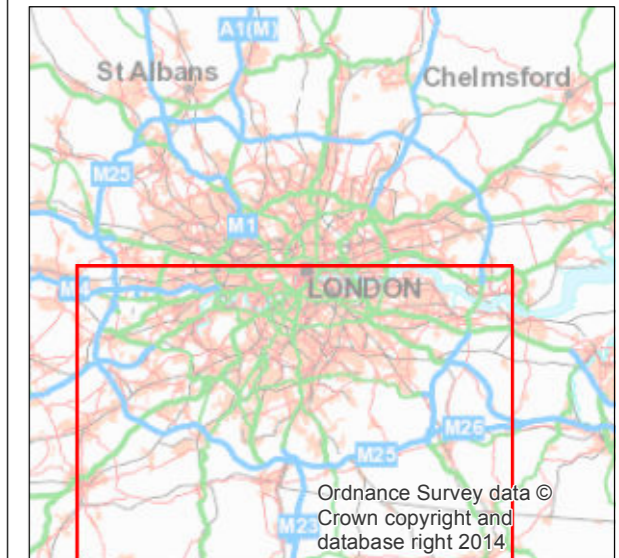 A1(M)
St Albans
Chelmsford
M25
M1
M4
LONDON
M26
M25
M23
Ordnance Survey data ©
Crown copyright and
database right 2014